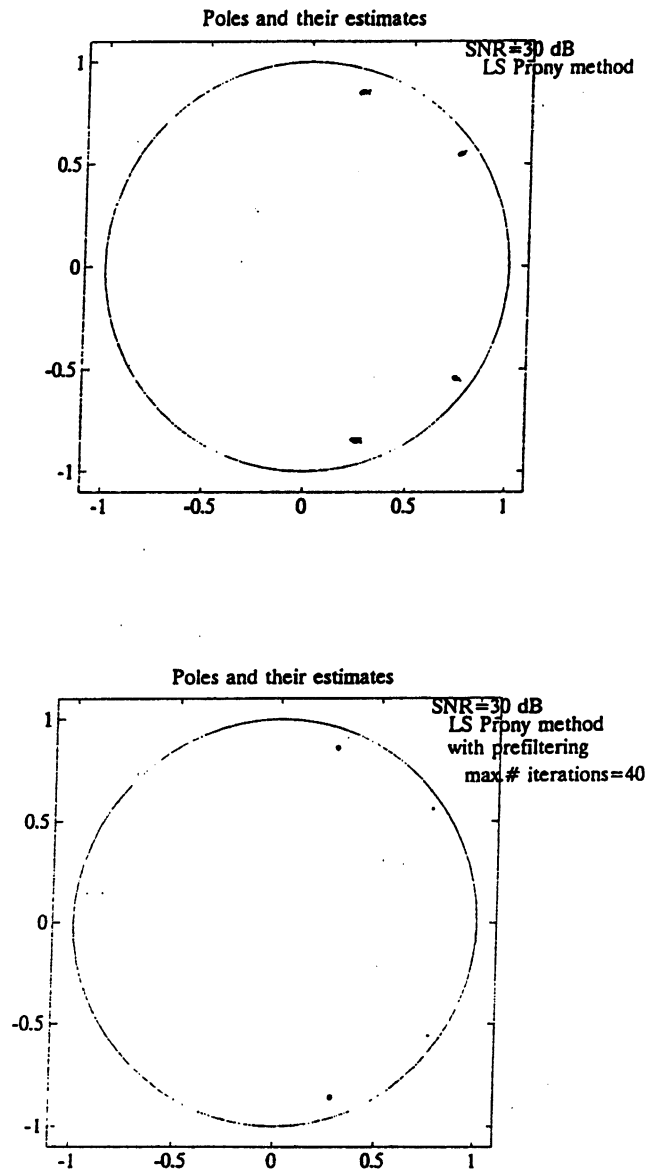 Poles and their estimates
SNR=30 dB
LS Prony method
1
0.5
0
-0.5
-1
-1 -0.5 0 0.5 1
Poles and their estimates
SNR=30 dB
LS Prony method
with prefiltering
max.# iterations=40
1
0.5
0
-0.5
-1
-1 -0.5 0 0.5 1